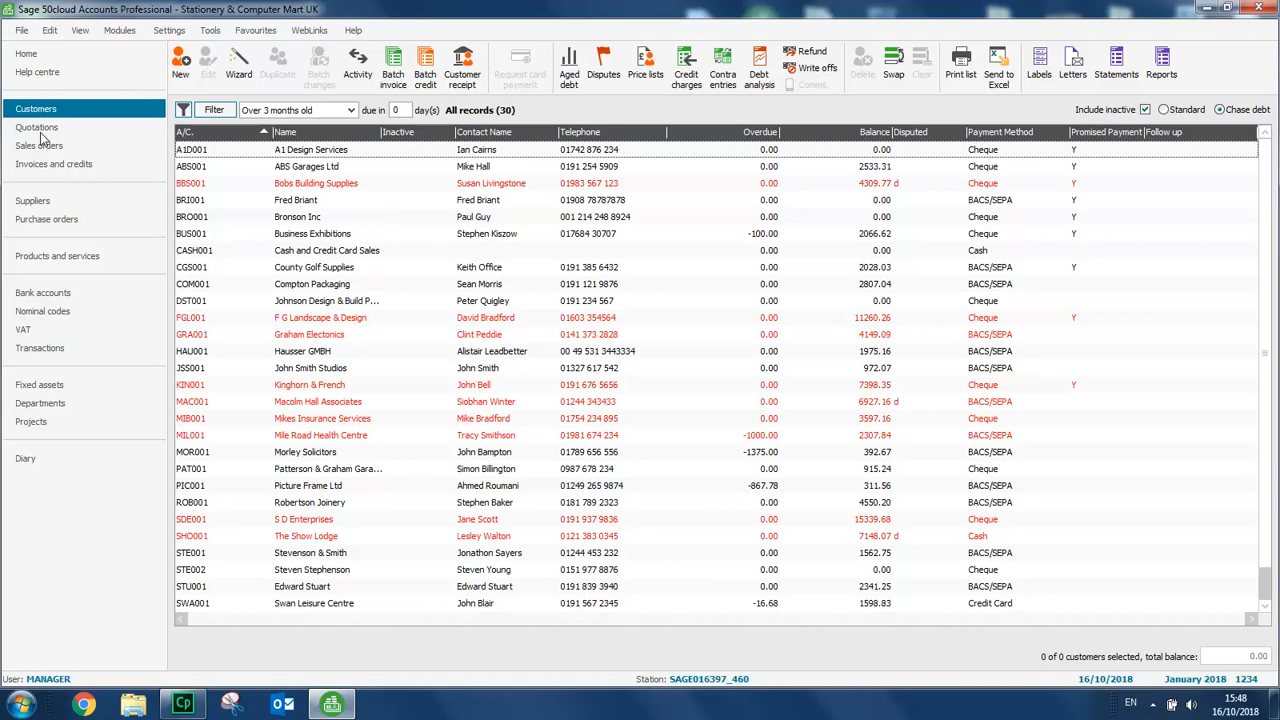 Sage 50cloud Accounts Professional - Stationery & Computer Mart UK
File Edit View Modules Settings Tools Favourites WebLinks Help
Home
Help centre
Customers
Quotations
Sales orders
Invoices and credits
Suppliers
Purchase orders
Products and services
Bank accounts
Nominal codes
VAT
Transactions
Fixed assets
Departments
Projects
Diary
New Edit Wizard Duplicate Batch changes Activity Batch invoice Batch credit Customer receipt Request card payment Aged debt Disputes Price lists Credit charges Contra entries Debt analysis Refund Write offs Comms. Delete Swap Clear Print list Send to Excel Labels Letters Statements Reports
Filter Over 3 months old due in 0 day(s) All records (30) Include inactive Standard Chase debt
A/C. Name Inactive Contact Name Telephone Overdue Balance Disputed Payment Method Promised Payment Follow up
A1D001 A1 Design Services Ian Cairns 01742 876 234 0.00 0.00 Cheque Y
ABS001 ABS Garages Ltd Mike Hall 0191 254 5909 0.00 2533.31 Cheque Y
BBS001 Bobs Building Supplies Susan Livingstone 01983 567 123 0.00 4309.77 d Cheque Y
BRI001 Fred Briant Fred Briant 01908 78787878 0.00 0.00 BACS/SEPA Y
BRO001 Bronson Inc Paul Guy 001 214 248 8924 0.00 0.00 Cheque Y
BUS001 Business Exhibitions Stephen Kiszow 017684 30707 -100.00 2066.62 Cheque Y
CASH001 Cash and Credit Card Sales 0.00 0.00 Cash
CGS001 County Golf Supplies Keith Office 0191 385 6432 0.00 2028.03 BACS/SEPA Y
COM001 Compton Packaging Sean Morris 0191 121 9876 0.00 2807.04 BACS/SEPA
DST001 Johnson Design & Build P... Peter Quigley 0191 234 567 0.00 0.00 Cheque
FGL001 F G Landscape & Design David Bradford 01603 354564 0.00 11260.26 Cheque Y
GRA001 Graham Electonics Clint Peddie 0141 373 2828 0.00 4149.09 BACS/SEPA
HAU001 Hausser GMBH Alistair Leadbetter 00 49 531 3443334 0.00 1975.16 BACS/SEPA
JSS001 John Smith Studios John Smith 01327 617 542 0.00 972.07 BACS/SEPA
KIN001 Kinghorn & French John Bell 0191 676 5656 0.00 7398.35 Cheque Y
MAC001 Macolm Hall Associates Siobhan Winter 01244 343433 0.00 6927.16 d BACS/SEPA
MIB001 Mikes Insurance Services Mike Bradford 01754 234 895 0.00 3597.16 Cheque
MIL001 Mile Road Health Centre Tracy Smithson 01981 674 234 -1000.00 2307.84 BACS/SEPA
MOR001 Morley Solicitors John Bampton 01789 656 556 -1375.00 392.67 BACS/SEPA
PAT001 Patterson & Graham Gara... Simon Billington 0987 678 234 0.00 915.24 Cheque
PIC001 Picture Frame Ltd Ahmed Roumani 01249 265 9874 -867.78 311.56 BACS/SEPA
ROB001 Robertson Joinery Stephen Baker 0181 789 2323 0.00 4550.20 BACS/SEPA
SDE001 S D Enterprises Jane Scott 0191 937 9836 0.00 15339.68 Cheque
SHO001 The Show Lodge Lesley Walton 0121 383 0345 0.00 7148.07 d Cash
STE001 Stevenson & Smith Jonathon Sayers 01244 453 232 0.00 1562.75 BACS/SEPA
STE002 Steven Stephenson Steven Young 0151 977 8876 0.00 0.00 Cheque
STU001 Edward Stuart Edward Stuart 0191 839 3940 0.00 2341.25 BACS/SEPA
SWA001 Swan Leisure Centre John Blair 0191 567 2345 -16.68 1598.83 Credit Card
0 of 0 customers selected, total balance: 0.00
User: MANAGER Station: SAGE016397_460 16/10/2018 January 2018 1234
Cp EN 15:48
16/10/2018